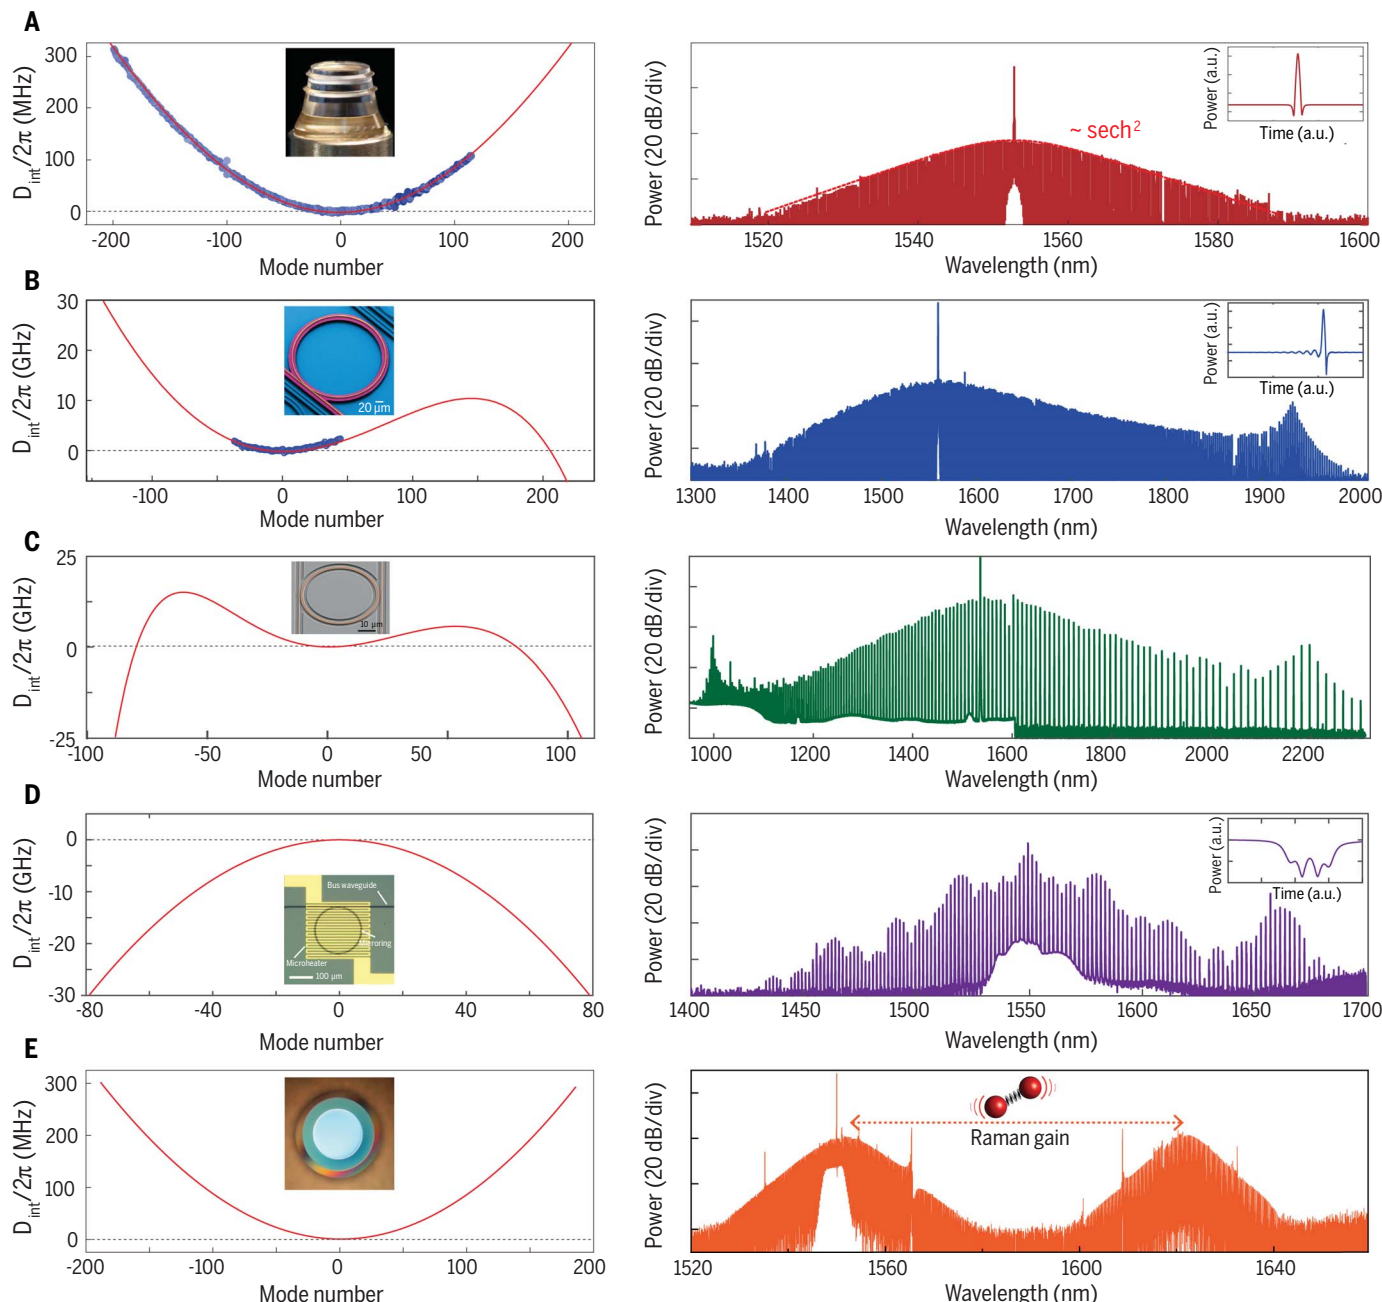 A
D_int/2π (MHz)
300
200
100
0
-200 -100 0 100 200
Mode number
Power (20 dB/div)
~ sech²
Power (a.u.)
Time (a.u.)
1520 1540 1560 1580 1600
Wavelength (nm)
B
D_int/2π (GHz)
30
20
10
0
20 µm
-100 0 100 200
Mode number
Power (20 dB/div)
Power (a.u.)
Time (a.u.)
1300 1400 1500 1600 1700 1800 1900 2000
Wavelength (nm)
C
D_int/2π (GHz)
25
0
-25
10 µm
-100 -50 0 50 100
Mode number
Power (20 dB/div)
1000 1200 1400 1600 1800 2000 2200
Wavelength (nm)
D
D_int/2π (GHz)
0
-10
-20
-30
Bus waveguide
Microring
Microheater
100 µm
-80 -40 0 40 80
Mode number
Power (20 dB/div)
Power (a.u.)
Time (a.u.)
1400 1450 1500 1550 1600 1650 1700
Wavelength (nm)
E
D_int/2π (MHz)
300
200
100
0
-200 -100 0 100 200
Mode number
Power (20 dB/div)
Raman gain
1520 1560 1600 1640
Wavelength (nm)